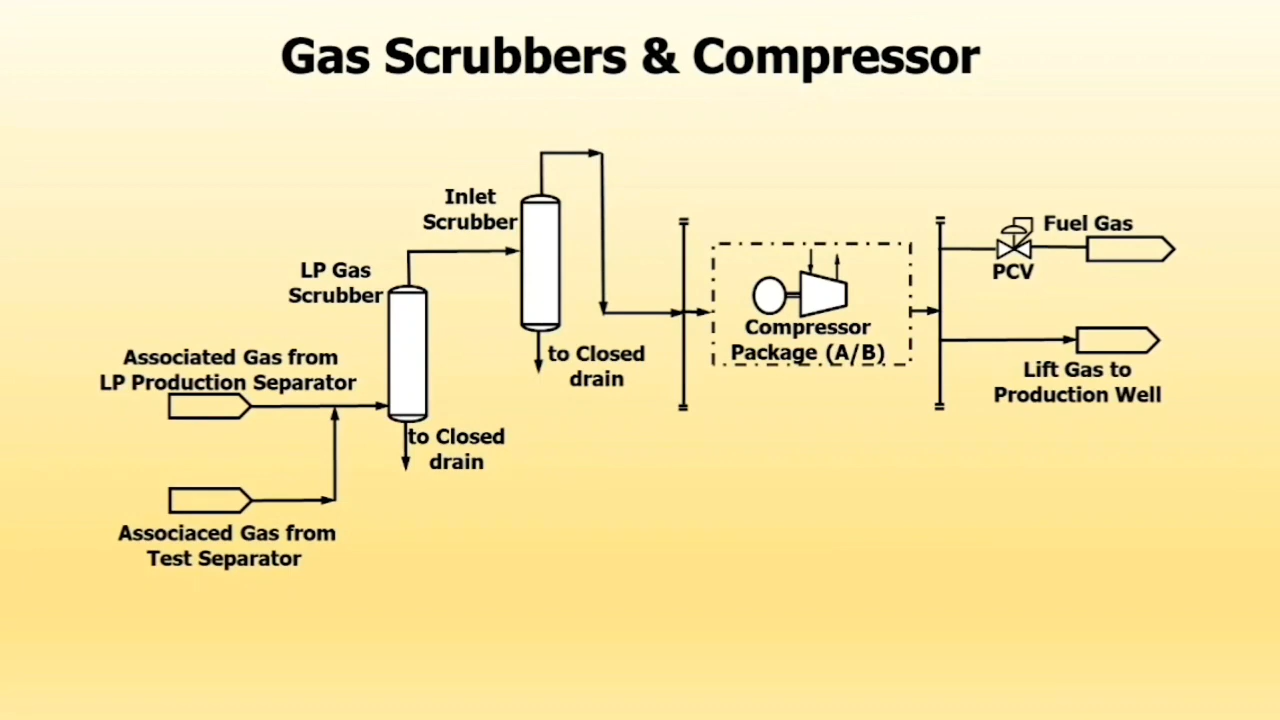 Gas Scrubbers & Compressor
Inlet
Scrubber
LP Gas
Scrubber
Associated Gas from
LP Production Separator
to Closed
drain
to Closed
drain
Associaced Gas from
Test Separator
Compressor
Package (A/B)
Fuel Gas
PCV
Lift Gas to
Production Well